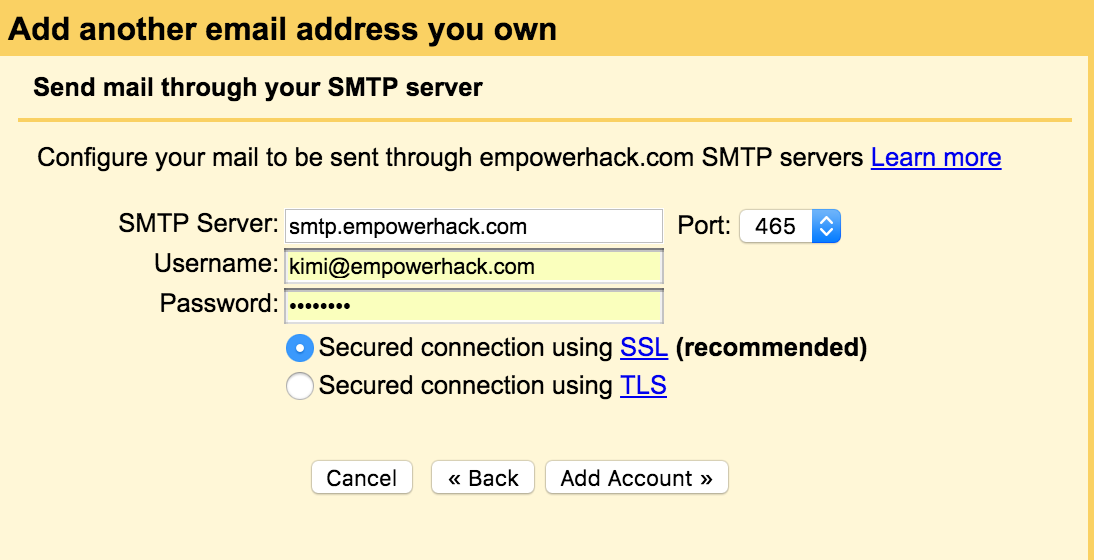 Add another email address you own
Send mail through your SMTP server
Configure your mail to be sent through empowerhack.com SMTP servers Learn more
SMTP Server: smtp.empowerhack.com Port: 465
Username: kimi@empowerhack.com
Password: ••••••••
Secured connection using SSL (recommended)
Secured connection using TLS
Cancel « Back Add Account »